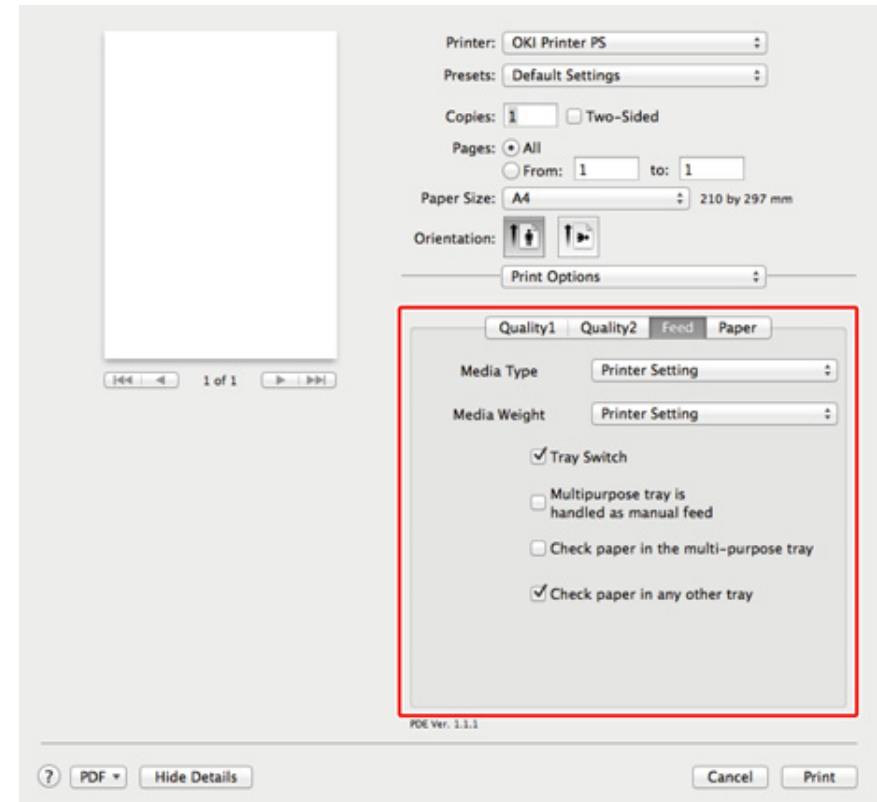 Printer: OKI Printer PS
Presets: Default Settings
Copies: 1 Two-Sided
Pages: All
From: 1 to: 1
Paper Size: A4 210 by 297 mm
Orientation:
Print Options
Quality1 Quality2 Feed Paper
1 of 1
Media Type Printer Setting
Media Weight Printer Setting
Tray Switch
Multipurpose tray is
handled as manual feed
Check paper in the multi-purpose tray
Check paper in any other tray
PDE Ver. 1.1.1
? PDF Hide Details Cancel Print